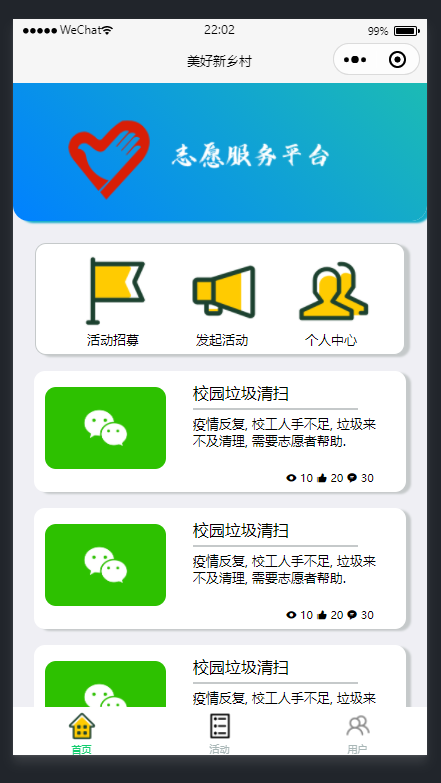 WeChat 22:02 99%
美好新乡村
志愿服务平台
活动招募 发起活动 个人中心
校园垃圾清扫
疫情反复, 校工人手不足, 垃圾来
不及清理, 需要志愿者帮助.
10 20 30
校园垃圾清扫
疫情反复, 校工人手不足, 垃圾来
不及清理, 需要志愿者帮助.
10 20 30
校园垃圾清扫
疫情反复, 校工人手不足, 垃圾来
首页 活动 用户